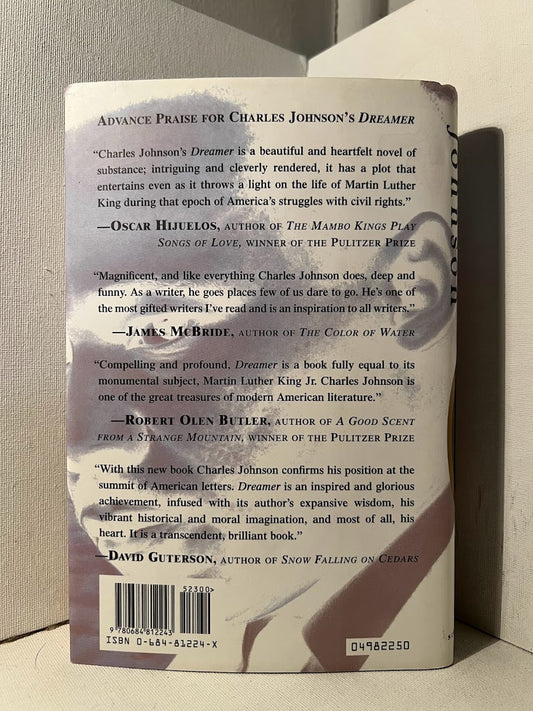 ADVANCE PRAISE FOR CHARLES JOHNSON'S DREAMER
"Charles Johnson's Dreamer is a beautiful and heartfelt novel of
substance; intriguing and cleverly rendered, it has a plot that
entertains even as it throws a light on the life of Martin Luther
King during that epoch of America's struggles with civil rights."
—OSCAR HIJUELOS, AUTHOR OF THE MAMBO KINGS PLAY
SONGS OF LOVE, WINNER OF THE PULITZER PRIZE
"Magnificent, and like everything Charles Johnson does, deep and
funny. As a writer, he goes places few of us dare to go. He's one of
the most gifted writers I've read and is an inspiration to all writers."
—JAMES MCBRIDE, AUTHOR OF THE COLOR OF WATER
"Compelling and profound, Dreamer is a book fully equal to its
monumental subject, Martin Luther King Jr. Charles Johnson is
one of the great treasures of modern American literature."
—ROBERT OLEN BUTLER, AUTHOR OF A GOOD SCENT
FROM A STRANGE MOUNTAIN, WINNER OF THE PULITZER PRIZE
"With this new book Charles Johnson confirms his position at the
summit of American letters. Dreamer is an inspired and glorious
achievement, infused with its author's expansive wisdom, his
vibrant historical and moral imagination, and most of all, his
heart. It is a transcendent, brilliant book."
—DAVID GUTERSON, AUTHOR OF SNOW FALLING ON CEDARS
52300>
9 780684 812243
ISBN 0-684-81224-X
04982250
Johnson